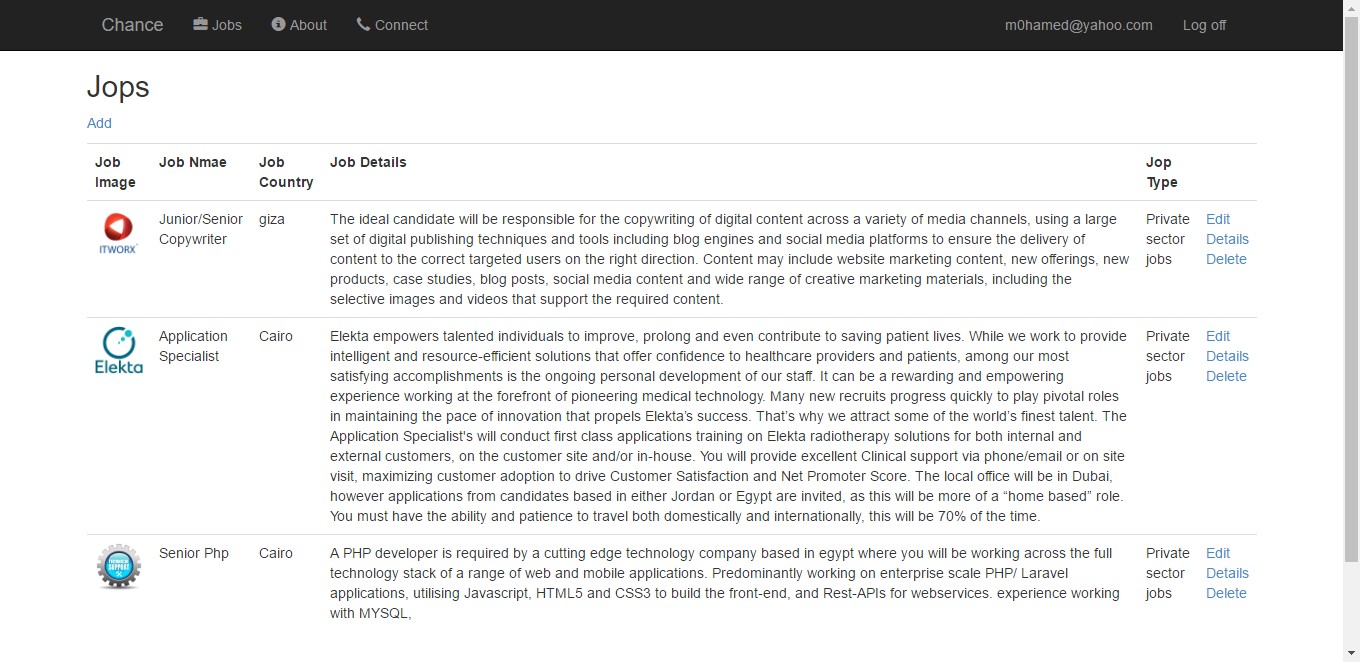 Chance Jobs About Connect m0hamed@yahoo.com Log off
Jops
Add
Job Image Job Nmae Job Country Job Details Jop Type
ITWORX
Junior/Senior
Copywriter
giza
The ideal candidate will be responsible for the copywriting of digital content across a variety of media channels, using a large
set of digital publishing techniques and tools including blog engines and social media platforms to ensure the delivery of
content to the correct targeted users on the right direction. Content may include website marketing content, new offerings, new
products, case studies, blog posts, social media content and wide range of creative marketing materials, including the
selective images and videos that support the required content.
Private
sector
jobs
Edit
Details
Delete
Elekta
Application
Specialist
Cairo
Elekta empowers talented individuals to improve, prolong and even contribute to saving patient lives. While we work to provide
intelligent and resource-efficient solutions that offer confidence to healthcare providers and patients, among our most
satisfying accomplishments is the ongoing personal development of our staff. It can be a rewarding and empowering
experience working at the forefront of pioneering medical technology. Many new recruits progress quickly to play pivotal roles
in maintaining the pace of innovation that propels Elekta’s success. That’s why we attract some of the world’s finest talent. The
Application Specialist's will conduct first class applications training on Elekta radiotherapy solutions for both internal and
external customers, on the customer site and/or in-house. You will provide excellent Clinical support via phone/email or on site
visit, maximizing customer adoption to drive Customer Satisfaction and Net Promoter Score. The local office will be in Dubai,
however applications from candidates based in either Jordan or Egypt are invited, as this will be more of a “home based” role.
You must have the ability and patience to travel both domestically and internationally, this will be 70% of the time.
Private
sector
jobs
Edit
Details
Delete
SUPPORT
Senior Php
Cairo
A PHP developer is required by a cutting edge technology company based in egypt where you will be working across the full
technology stack of a range of web and mobile applications. Predominantly working on enterprise scale PHP/ Laravel
applications, utilising Javascript, HTML5 and CSS3 to build the front-end, and Rest-APIs for webservices. experience working
with MYSQL,
Private
sector
jobs
Edit
Details
Delete